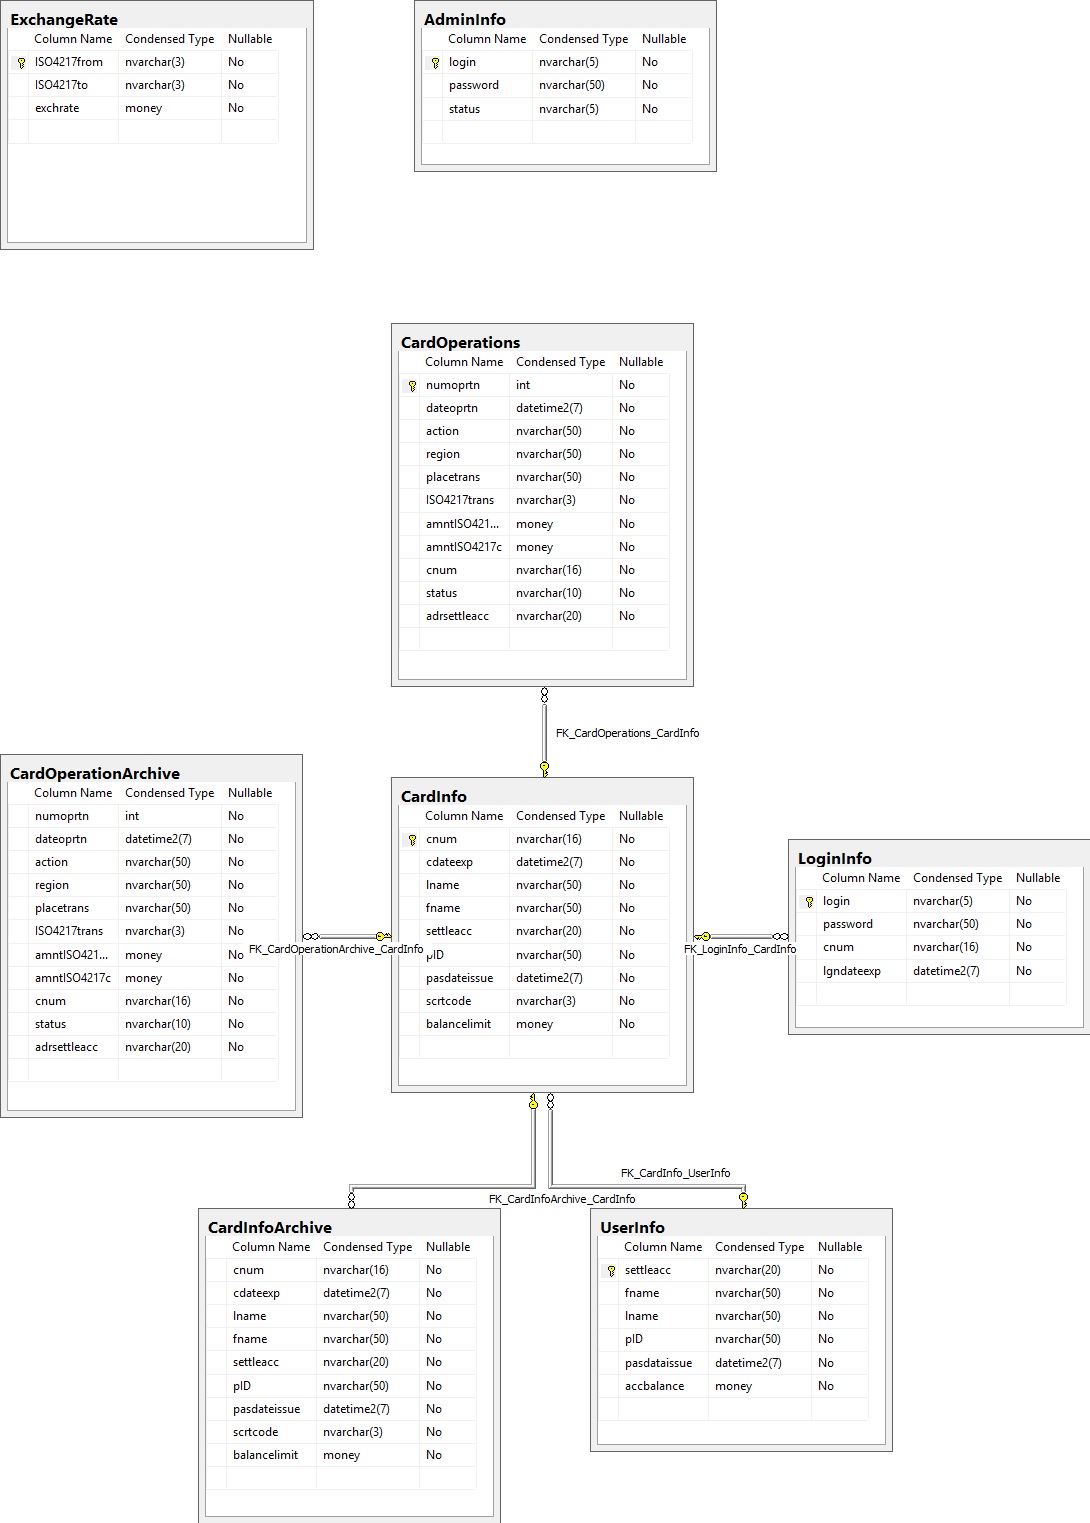 ExchangeRate
Column Name Condensed Type Nullable
ISO4217from nvarchar(3) No
ISO4217to nvarchar(3) No
exchrate money No
AdminInfo
Column Name Condensed Type Nullable
login nvarchar(5) No
password nvarchar(50) No
status nvarchar(5) No
CardOperations
Column Name Condensed Type Nullable
numoprtn int No
dateoprtn datetime2(7) No
action nvarchar(50) No
region nvarchar(50) No
placetrans nvarchar(50) No
ISO4217trans nvarchar(3) No
amntISO421... money No
amntISO4217c money No
cnum nvarchar(16) No
status nvarchar(10) No
adrsettleacc nvarchar(20) No
FK_CardOperations_CardInfo
CardOperationArchive
Column Name Condensed Type Nullable
numoprtn int No
dateoprtn datetime2(7) No
action nvarchar(50) No
region nvarchar(50) No
placetrans nvarchar(50) No
ISO4217trans nvarchar(3) No
amntISO421... money No
amntISO4217c money No
cnum nvarchar(16) No
status nvarchar(10) No
adrsettleacc nvarchar(20) No
FK_CardOperationArchive_CardInfo
CardInfo
Column Name Condensed Type Nullable
cnum nvarchar(16) No
cdateexp datetime2(7) No
lname nvarchar(50) No
fname nvarchar(50) No
settleacc nvarchar(20) No
pID nvarchar(50) No
pasdateissue datetime2(7) No
scrtcode nvarchar(3) No
balancelimit money No
FK_LoginInfo_CardInfo
LoginInfo
Column Name Condensed Type Nullable
login nvarchar(5) No
password nvarchar(50) No
cnum nvarchar(16) No
lgndateexp datetime2(7) No
FK_CardInfo_UserInfo
FK_CardInfoArchive_CardInfo
CardInfoArchive
Column Name Condensed Type Nullable
cnum nvarchar(16) No
cdateexp datetime2(7) No
lname nvarchar(50) No
fname nvarchar(50) No
settleacc nvarchar(20) No
pID nvarchar(50) No
pasdateissue datetime2(7) No
scrtcode nvarchar(3) No
balancelimit money No
UserInfo
Column Name Condensed Type Nullable
settleacc nvarchar(20) No
fname nvarchar(50) No
lname nvarchar(50) No
pID nvarchar(50) No
pasdataissue datetime2(7) No
accbalance money No